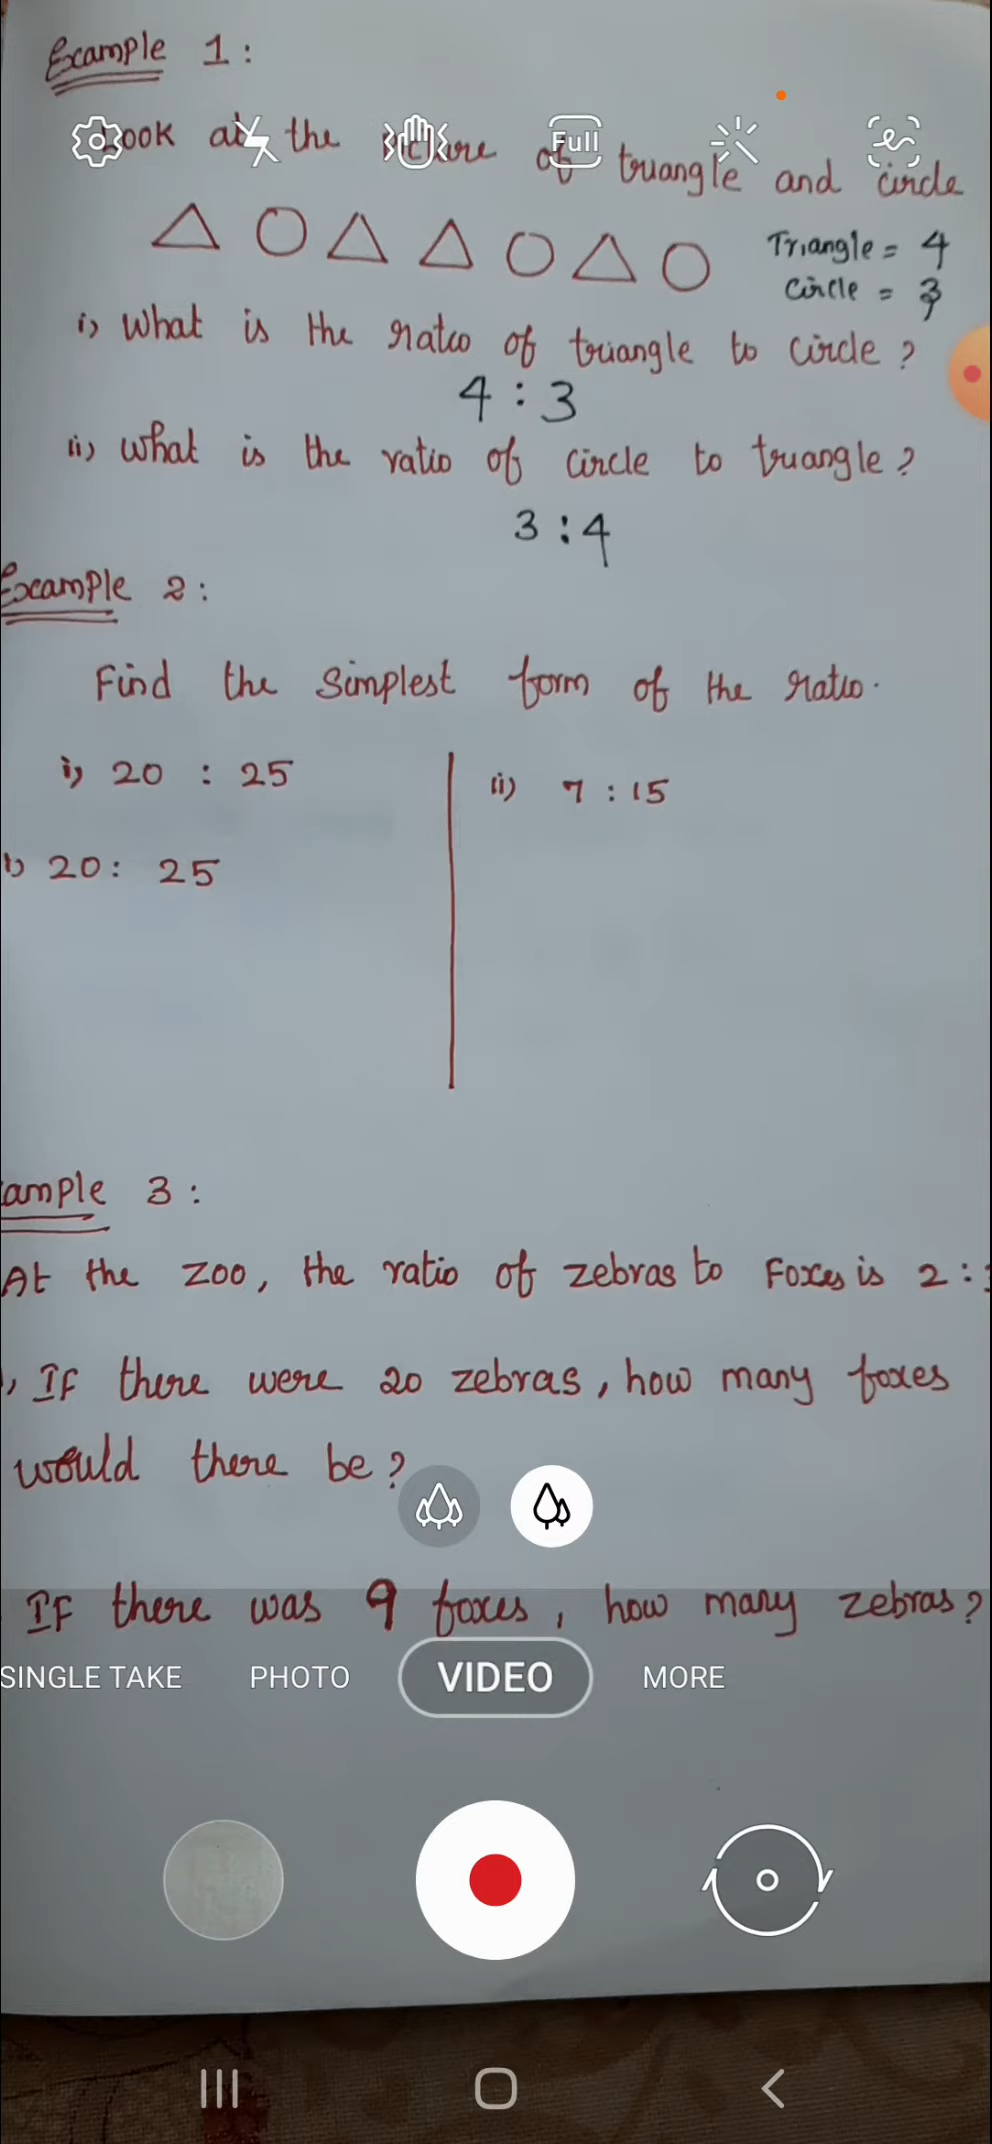 Example 1:
Look at the picture of triangle and circle
Triangle = 4
Circle = 3
i) What is the ratio of triangle to circle?
4 : 3
ii) What is the ratio of circle to triangle?
3 : 4
Example 2:
Find the Simplest form of the ratio.
i) 20 : 25
(ii) 7 : 15
i) 20 : 25
ample 3:
At the zoo, the ratio of zebras to Foxes is 2 :
, If there were 20 zebras, how many foxes
would there be?
If there was 9 foxes, how many zebras?
Full
SINGLE TAKE PHOTO VIDEO MORE